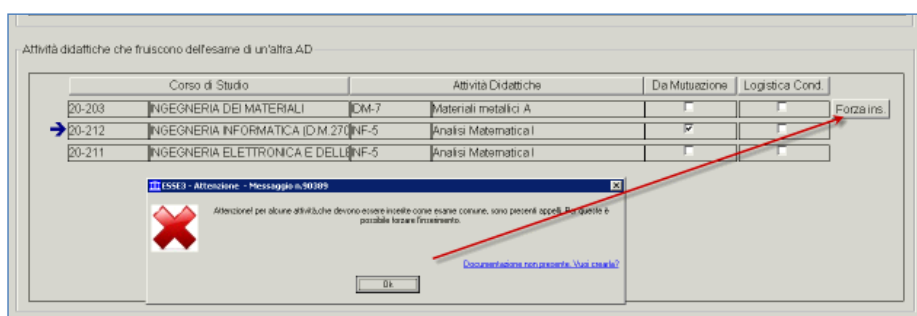 Attività didattiche che fruiscono dell'esame di un'altra AD
Corso di Studio Attività Didattiche Da Mutuazione Logistica Cond.
20-203 INGEGNERIA DEI MATERIALI IDM-7 Materiali metallici A Forza ins.
20-212 INGEGNERIA INFORMATICA (D.M.270 INF-5 Analisi Matematica I
20-211 INGEGNERIA ELETTRONICA E DELLE INF-5 Analisi Matematica I
ESSE3 - Attenzione - Messaggio n.90389
Attenzione! per alcune attività,che devono essere inserite come esame comune, sono presenti appelli. Per queste è
possibile forzare l'inserimento.
Documentazione non presente. Vuoi crearla?
Ok